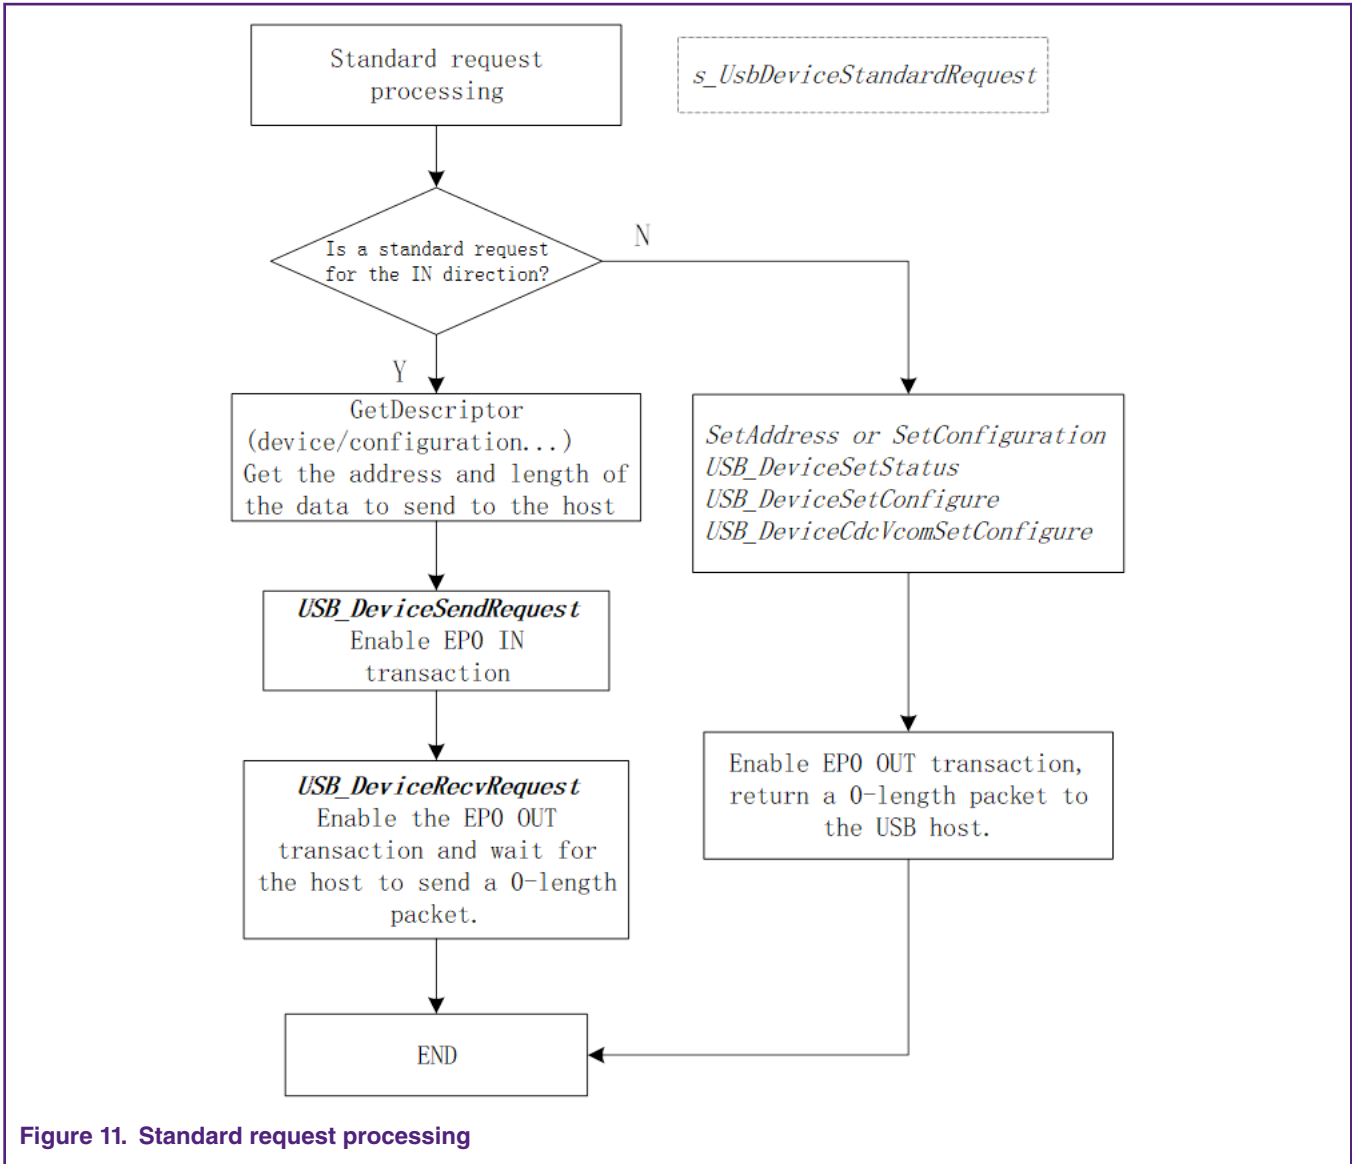 Standard request
processing
s_UsbDeviceStandardRequest
Is a standard request
for the IN direction?
N
Y
GetDescriptor
(device/configuration...)
Get the address and length of
the data to send to the host
SetAddress or SetConfiguration
USB_DeviceSetStatus
USB_DeviceSetConfigure
USB_DeviceCdcVcomSetConfigure
USB_DeviceSendRequest
Enable EP0 IN
transaction
USB_DeviceRecvRequest
Enable the EP0 OUT
transaction and wait for
the host to send a 0-length
packet.
Enable EP0 OUT transaction,
return a 0-length packet to
the USB host.
END
Figure 11. Standard request processing